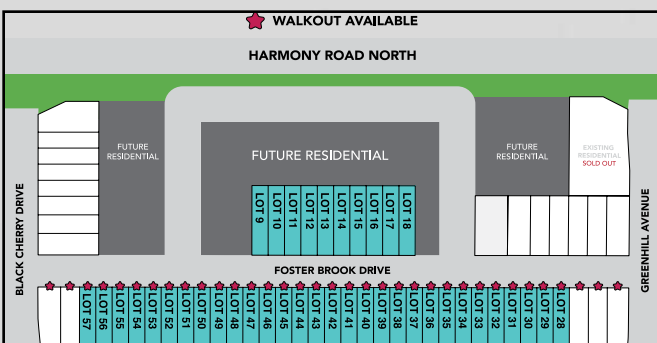 WALKOUT AVAILABLE
HARMONY ROAD NORTH
FUTURE
RESIDENTIAL
FUTURE RESIDENTIAL
FUTURE
RESIDENTIAL
EXISTING
RESIDENTIAL
SOLD OUT
BLACK CHERRY DRIVE
GREENHILL AVENUE
LOT 9
LOT 10
LOT 11
LOT 12
LOT 13
LOT 14
LOT 15
LOT 16
LOT 17
LOT 18
FOSTER BROOK DRIVE
LOT 57
LOT 56
LOT 55
LOT 54
LOT 53
LOT 52
LOT 51
LOT 50
LOT 49
LOT 48
LOT 47
LOT 46
LOT 45
LOT 44
LOT 43
LOT 42
LOT 41
LOT 40
LOT 39
LOT 38
LOT 37
LOT 36
LOT 35
LOT 34
LOT 33
LOT 32
LOT 31
LOT 30
LOT 29
LOT 28